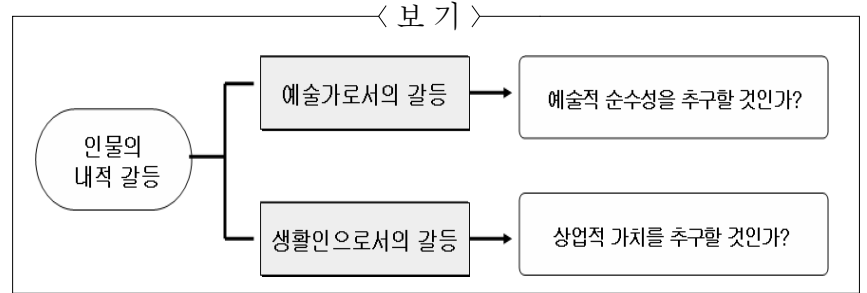 < 보 기 >
인물의
내적 갈등
예술가로서의 갈등
예술적 순수성을 추구할 것인가?
생활인으로서의 갈등
상업적 가치를 추구할 것인가?